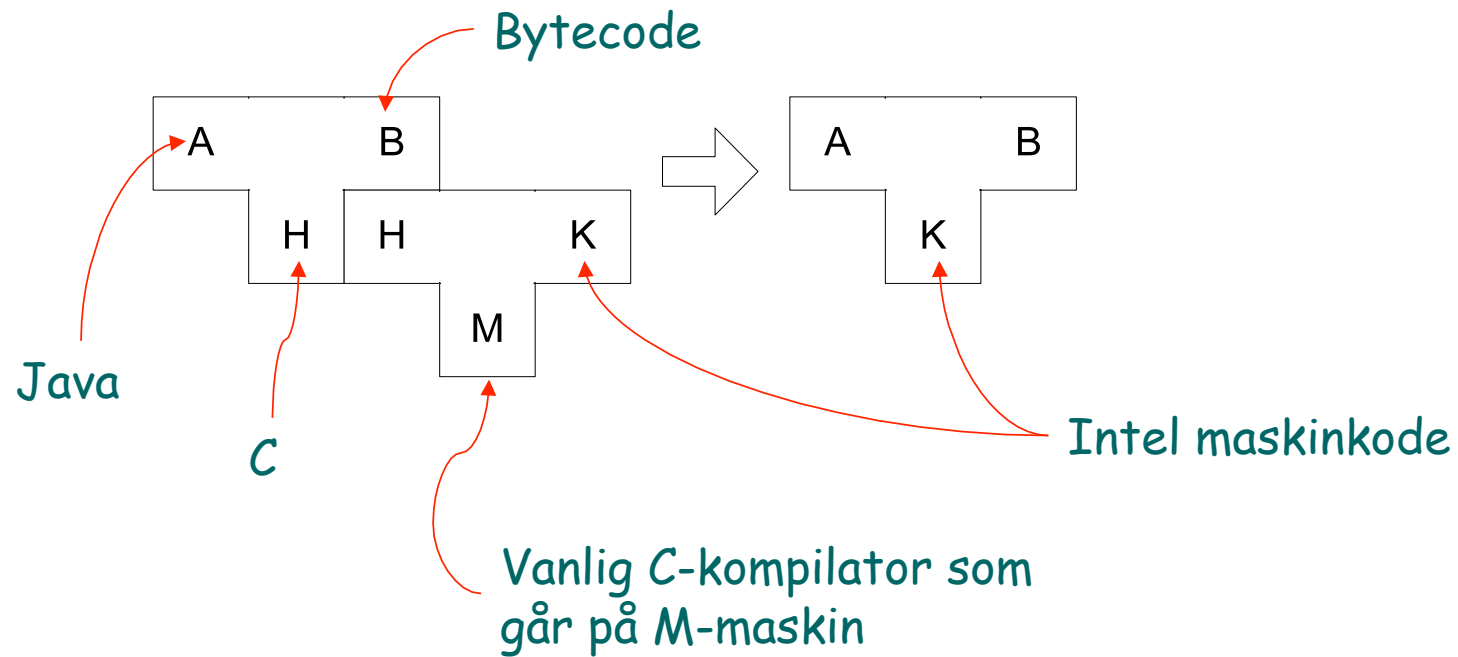 Bytecode
A B
A B
H H K
K
M
Java
C
Intel maskinkode
Vanlig C-kompilator som
går på M-maskin